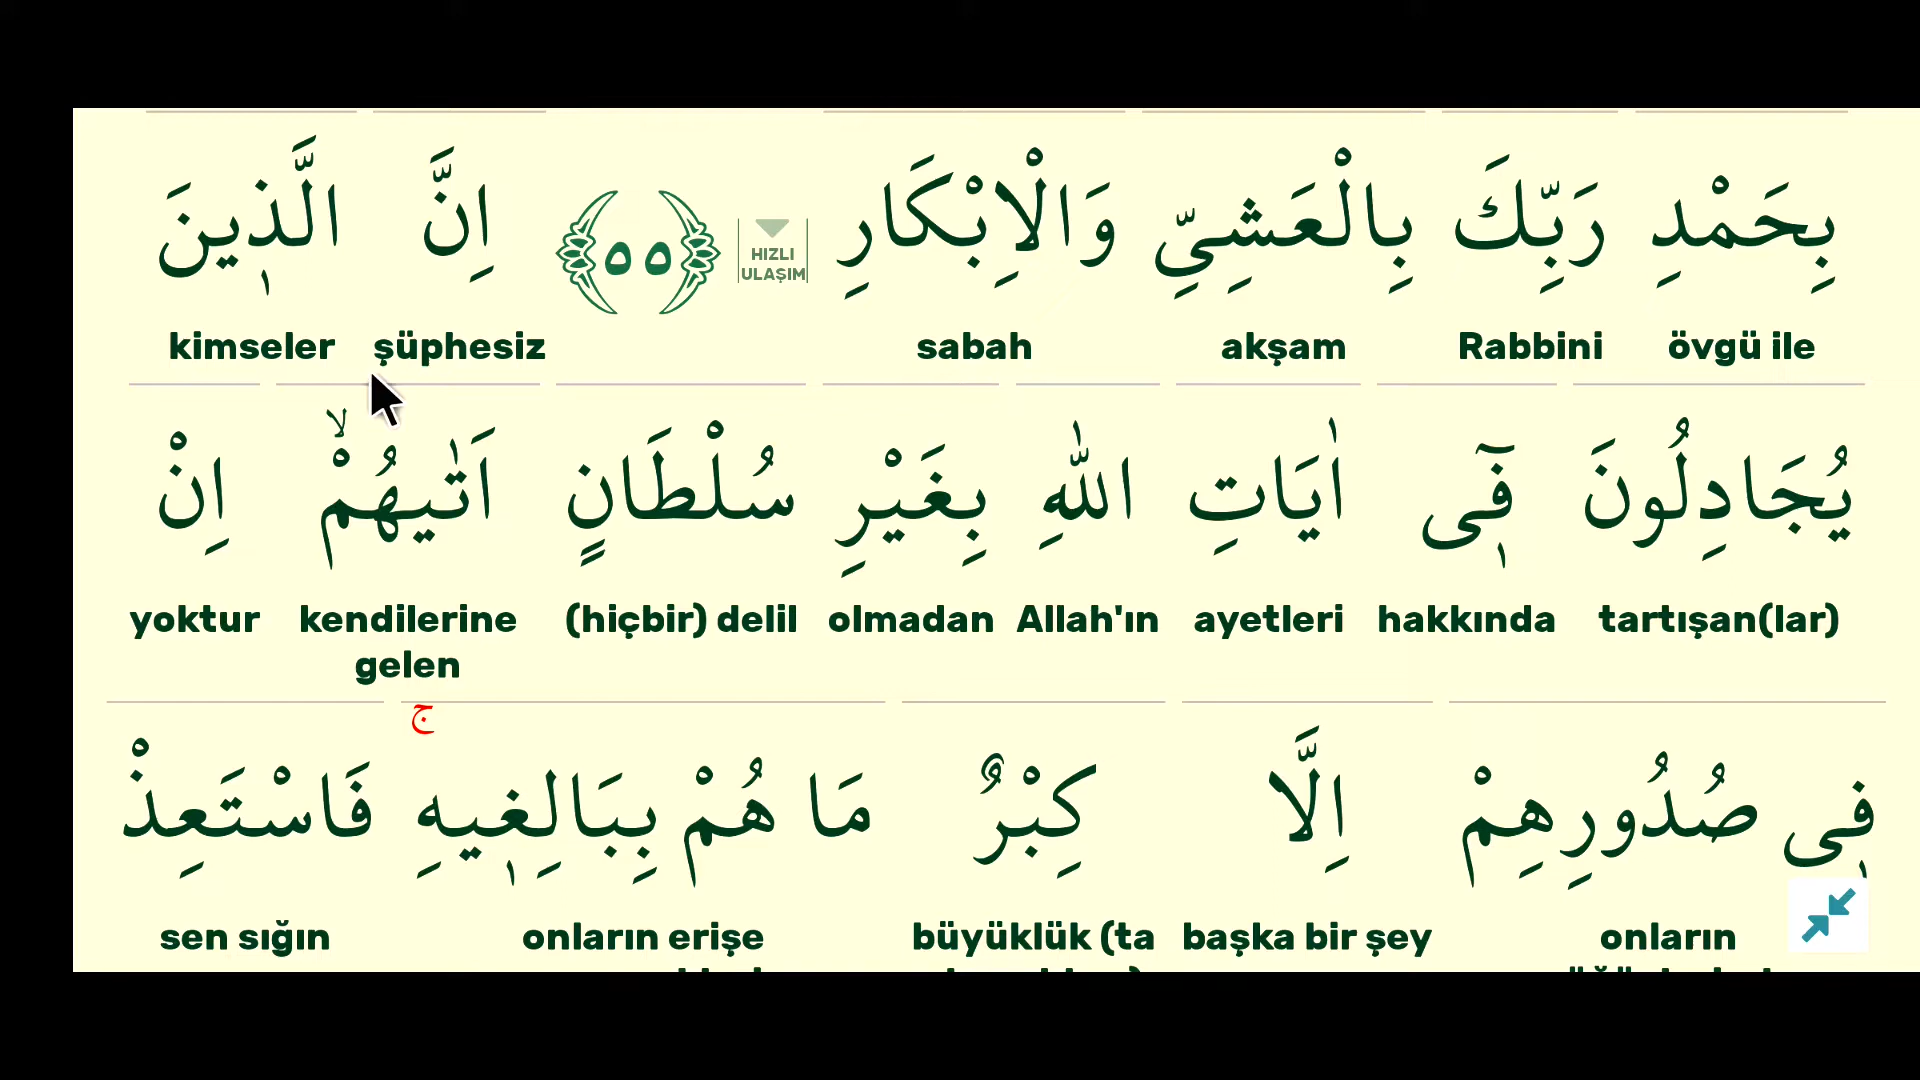 بِحَمْدِ رَبِّكَ بِالْعَشِيِّ وَالْاِبْكَارِ HIZLI ULAŞIM ﴿٥٥﴾ اِنَّ الَّذ۪ينَ
övgü ile Rabbini akşam sabah şüphesiz kimseler
يُجَادِلُونَ ف۪ٓي اٰيَاتِ اللّٰهِ بِغَيْرِ سُلْطَانٍ اَتٰيهُمْۙ اِنْ
tartışan(lar) hakkında ayetleri Allah'ın olmadan (hiçbir) delil kendilerine gelen yoktur
ف۪ي صُدُورِهِمْ اِلَّا كِبْرٌ مَا هُمْ بِبَالِغ۪يهِۚ فَاسْتَعِذْ
onların başka bir şey büyüklük (ta onların erişe sen sığın